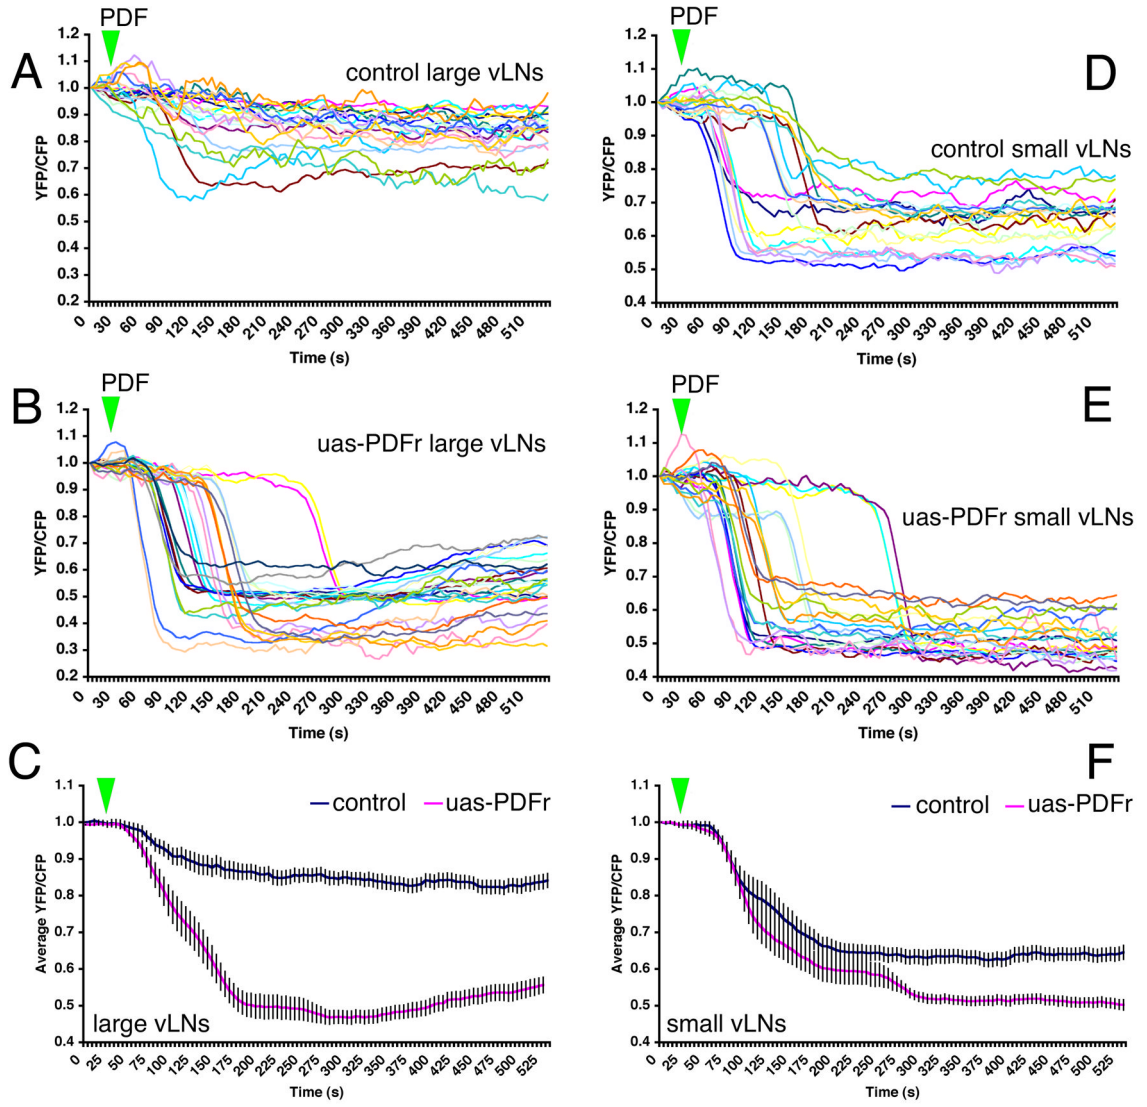 A
PDF
control large vLNs
YFP/CFP
1.2
1.1
1.0
0.9
0.8
0.7
0.6
0.5
0.4
0.3
0.2
0 30 60 90 120 150 180 210 240 270 300 330 360 390 420 450 480 510
Time (s)
D
PDF
control small vLNs
YFP/CFP
1.2
1.1
1.0
0.9
0.8
0.7
0.6
0.5
0.4
0 30 60 90 120 150 180 210 240 270 300 330 360 390 420 450 480 510
Time (s)
B
PDF
uas-PDFr large vLNs
YFP/CFP
1.2
1.1
1.0
0.9
0.8
0.7
0.6
0.5
0.4
0.3
0.2
0 30 60 90 120 150 180 210 240 270 300 330 360 390 420 450 480 510
Time (s)
E
PDF
uas-PDFr small vLNs
YFP/CFP
1.2
1.1
1.0
0.9
0.8
0.7
0.6
0.5
0.4
0 30 60 90 120 150 180 210 240 270 300 330 360 390 420 450 480 510
Time (s)
C
control uas-PDFr
Average YFP/CFP
1.1
1.0
0.9
0.8
0.7
0.6
0.5
0.4
large vLNs
0 25 50 75 100 125 150 175 200 225 250 275 300 325 350 375 400 425 450 475 500 525
Time (s)
F
control uas-PDFr
Average YFP/CFP
1.1
1.0
0.9
0.8
0.7
0.6
0.5
0.4
small vLNs
0 25 50 75 100 125 150 175 200 225 250 275 300 325 350 375 400 425 450 475 500 525
Time (s)